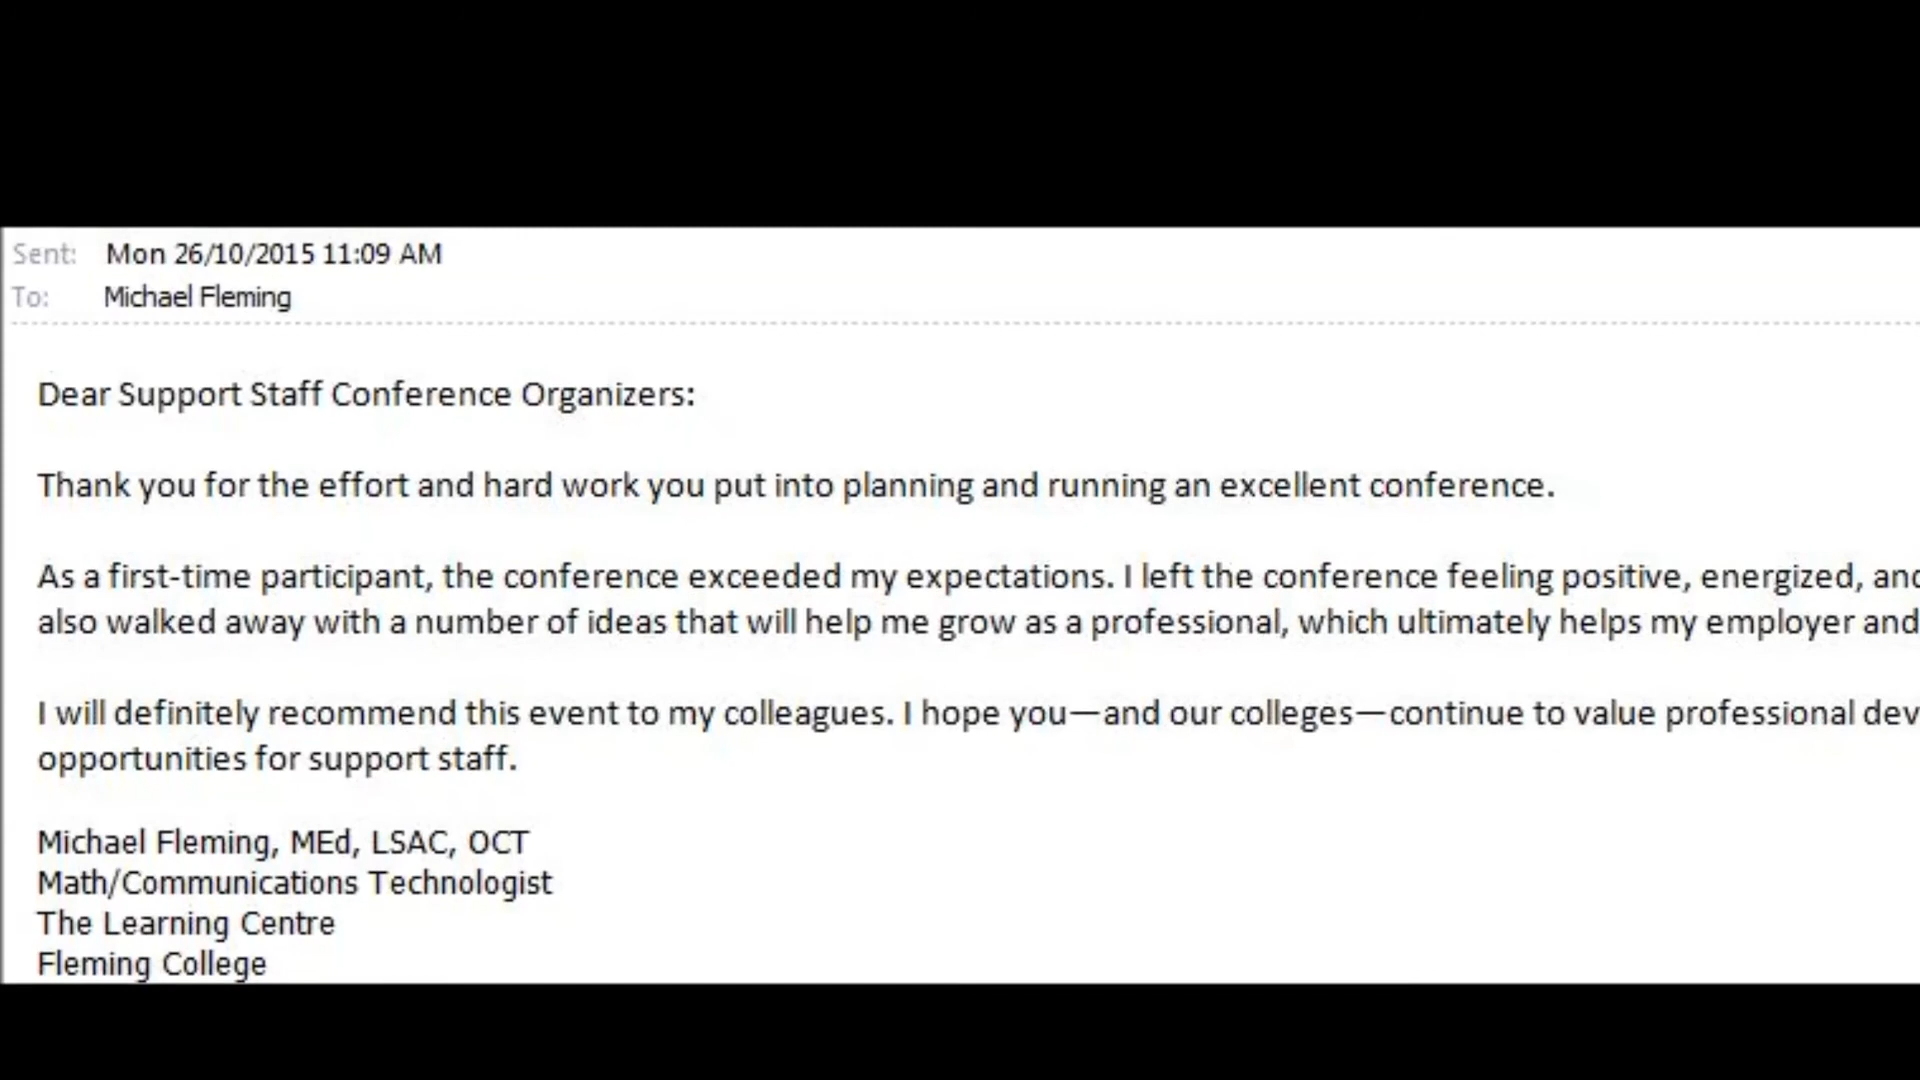 Sent: Mon 26/10/2015 11:09 AM
To: Michael Fleming
Dear Support Staff Conference Organizers:
Thank you for the effort and hard work you put into planning and running an excellent conference.
As a first-time participant, the conference exceeded my expectations. I left the conference feeling positive, energized, and
also walked away with a number of ideas that will help me grow as a professional, which ultimately helps my employer and
I will definitely recommend this event to my colleagues. I hope you—and our colleges—continue to value professional dev
opportunities for support staff.
Michael Fleming, MEd, LSAC, OCT
Math/Communications Technologist
The Learning Centre
Fleming College